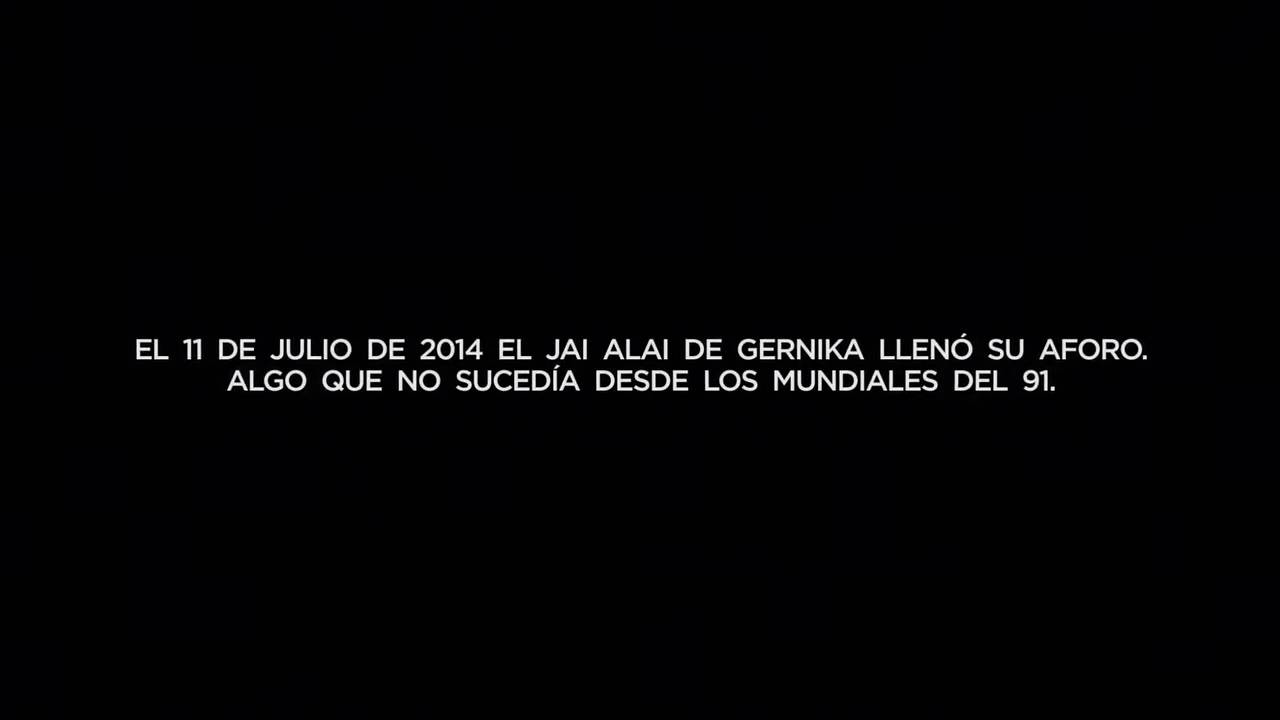 EL 11 DE JULIO DE 2014 EL JAI ALAI DE GERNIKA LLENÓ SU AFORO.
ALGO QUE NO SUCEDÍA DESDE LOS MUNDIALES DEL 91.